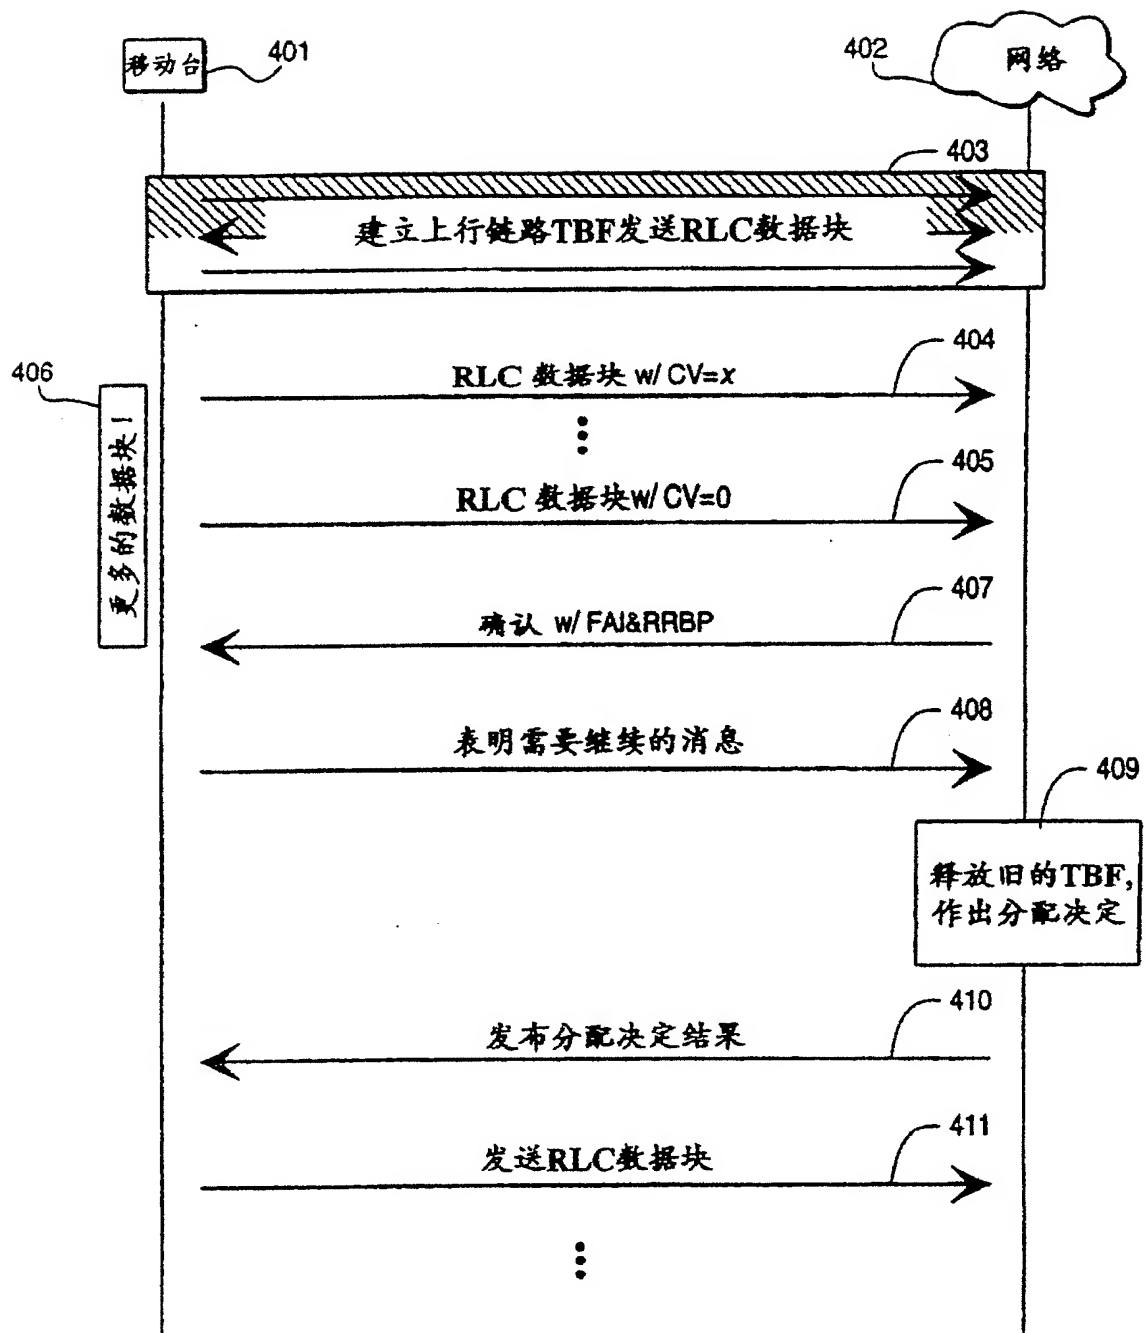 移动台
401
402
网络
403
建立上行链路TBF发送RLC数据块
404
RLC 数据块 w/ CV=x
406
更多的数据块!
405
RLC 数据块w/ CV=0
407
确认 w/ FAI&RRBP
408
表明需要继续的消息
409
释放旧的TBF,
作出分配决定
410
发布分配决定结果
411
发送RLC数据块